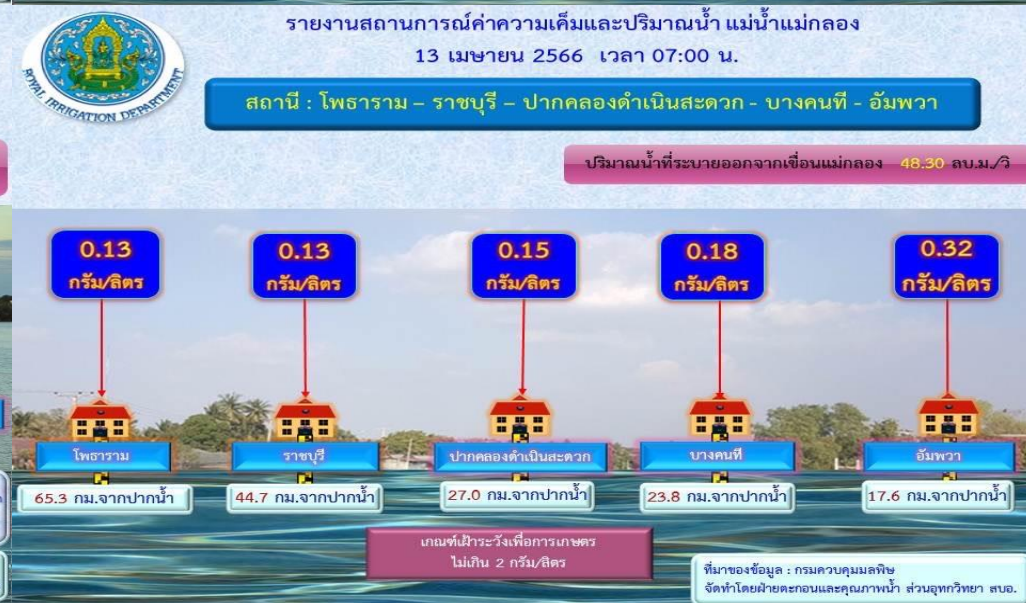 รายงานสถานการณ์ค่าความเค็มและปริมาณน้ำ แม่น้ำแม่กลอง
13 เมษายน 2566 เวลา 07:00 น.
ROYAL IRRIGATION DEPARTMENT
สถานี : โพธาราม – ราชบุรี – ปากคลองดำเนินสะดวก - บางคนที - อัมพวา
ปริมาณน้ำที่ระบายออกจากเขื่อนแม่กลอง 48.30 ลบ.ม./วิ
0.13 0.13 0.15 0.18 0.32
กรัม/ลิตร กรัม/ลิตร กรัม/ลิตร กรัม/ลิตร กรัม/ลิตร
โพธาราม ราชบุรี ปากคลองดำเนินสะดวก บางคนที อัมพวา
65.3 กม.จากปากน้ำ 44.7 กม.จากปากน้ำ 27.0 กม.จากปากน้ำ 23.8 กม.จากปากน้ำ 17.6 กม.จากปากน้ำ
เกณฑ์เฝ้าระวังเพื่อการเกษตร
ไม่เกิน 2 กรัม/ลิตร
ที่มาของข้อมูล : กรมควบคุมมลพิษ
จัดทำโดยฝ่ายตะกอนและคุณภาพน้ำ ส่วนอุทกวิทยา สบอ.